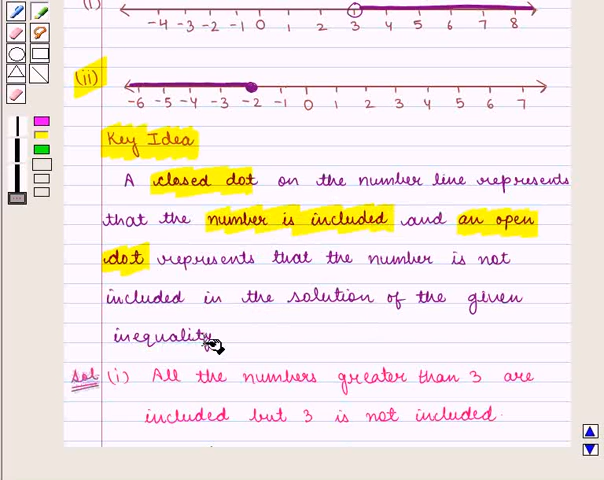 (i)
-4 -3 -2 -1 0 1 2 3 4 5 6 7 8
(ii)
-6 -5 -4 -3 -2 -1 0 1 2 3 4 5 6 7
Key Idea
A closed dot on the number line represents
that the number is included and an open
dot represents that the number is not
included in the solution of the given
inequality
Sol (i) All the numbers greater than 3 are
included but 3 is not included.